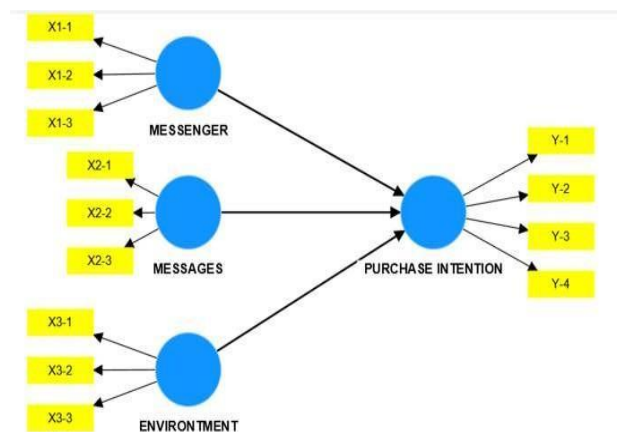 X1-1
X1-2
X1-3
MESSENGER
X2-1
X2-2
X2-3
MESSAGES
X3-1
X3-2
X3-3
ENVIRONTMENT
PURCHASE INTENTION
Y-1
Y-2
Y-3
Y-4